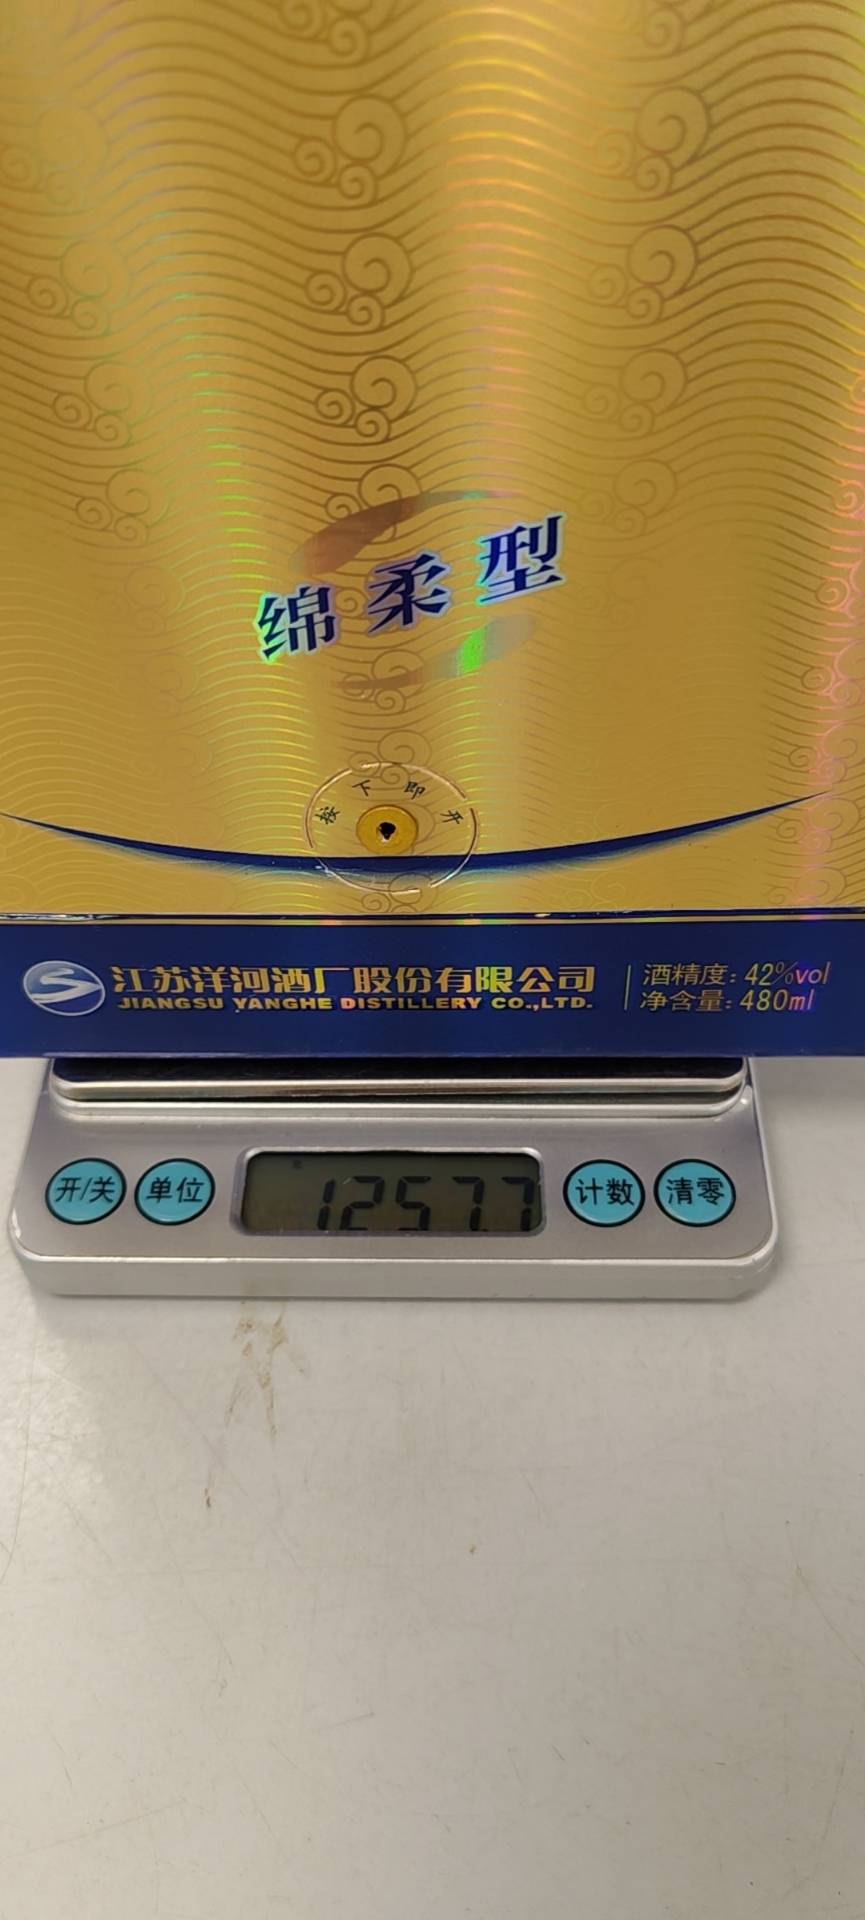 绵柔型
按下即开
江苏洋河酒厂股份有限公司
JIANGSU YANGHE DISTILLERY CO.,LTD.
酒精度:42%vol
净含量:480ml
开/关
单位
1257.7
计数
清零